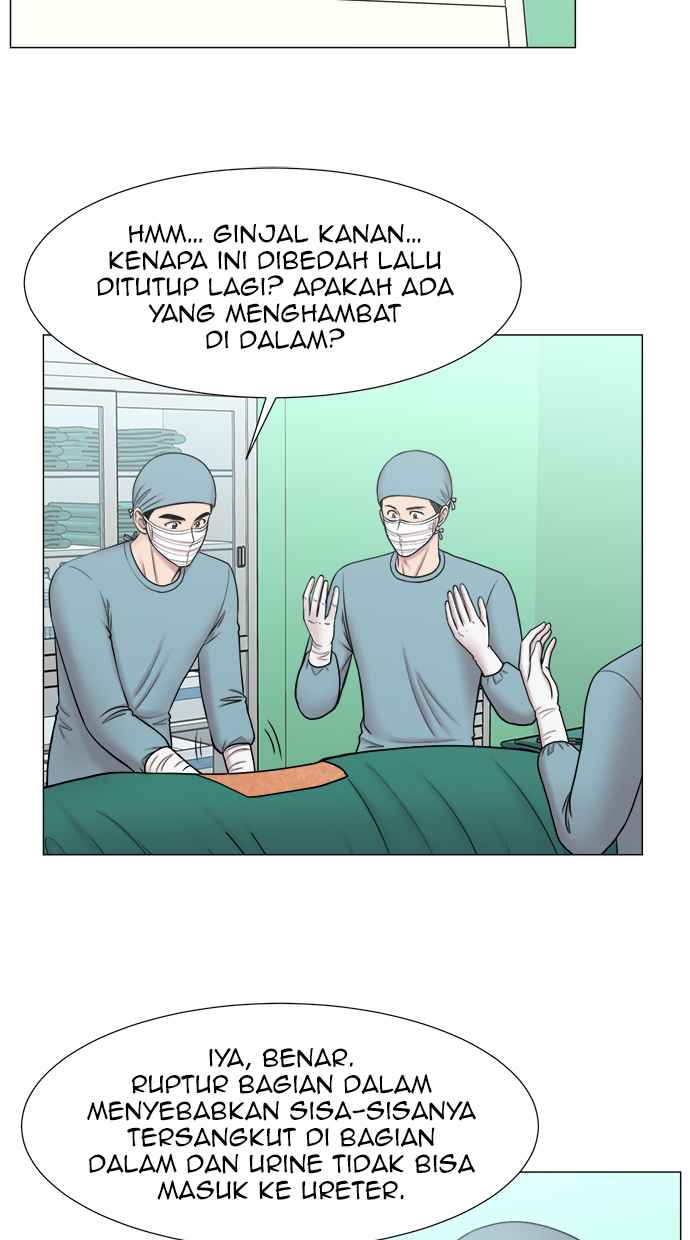 HMM... GINJAL KANAN...
KENAPA INI DIBEDAH LALU
DITUTUP LAGI? APAKAH ADA
YANG MENGHAMBAT
DI DALAM?
IYA, BENAR.
RUPTUR BAGIAN DALAM
MENYEBABKAN SISA-SISANYA
TERSANGKUT DI BAGIAN
DALAM DAN URINE TIDAK BISA
MASUK KE URETER.